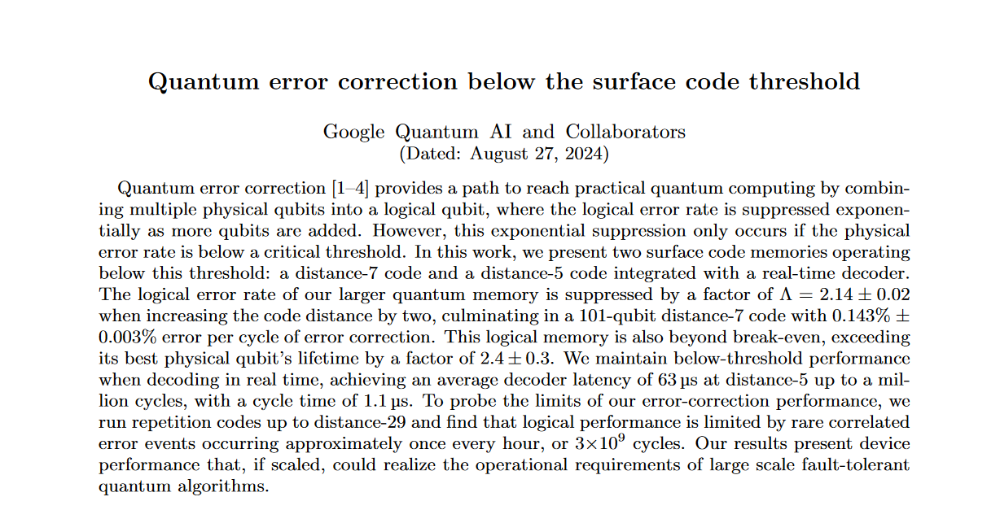 Quantum error correction below the surface code threshold
Google Quantum AI and Collaborators
(Dated: August 27, 2024)
Quantum error correction [1–4] provides a path to reach practical quantum computing by combin-
ing multiple physical qubits into a logical qubit, where the logical error rate is suppressed exponen-
tially as more qubits are added. However, this exponential suppression only occurs if the physical
error rate is below a critical threshold. In this work, we present two surface code memories operating
below this threshold: a distance-7 code and a distance-5 code integrated with a real-time decoder.
The logical error rate of our larger quantum memory is suppressed by a factor of Λ = 2.14 ± 0.02
when increasing the code distance by two, culminating in a 101-qubit distance-7 code with 0.143% ±
0.003% error per cycle of error correction. This logical memory is also beyond break-even, exceeding
its best physical qubit's lifetime by a factor of 2.4 ± 0.3. We maintain below-threshold performance
when decoding in real time, achieving an average decoder latency of 63 μs at distance-5 up to a mil-
lion cycles, with a cycle time of 1.1 μs. To probe the limits of our error-correction performance, we
run repetition codes up to distance-29 and find that logical performance is limited by rare correlated
error events occurring approximately once every hour, or 3×10⁹ cycles. Our results present device
performance that, if scaled, could realize the operational requirements of large scale fault-tolerant
quantum algorithms.